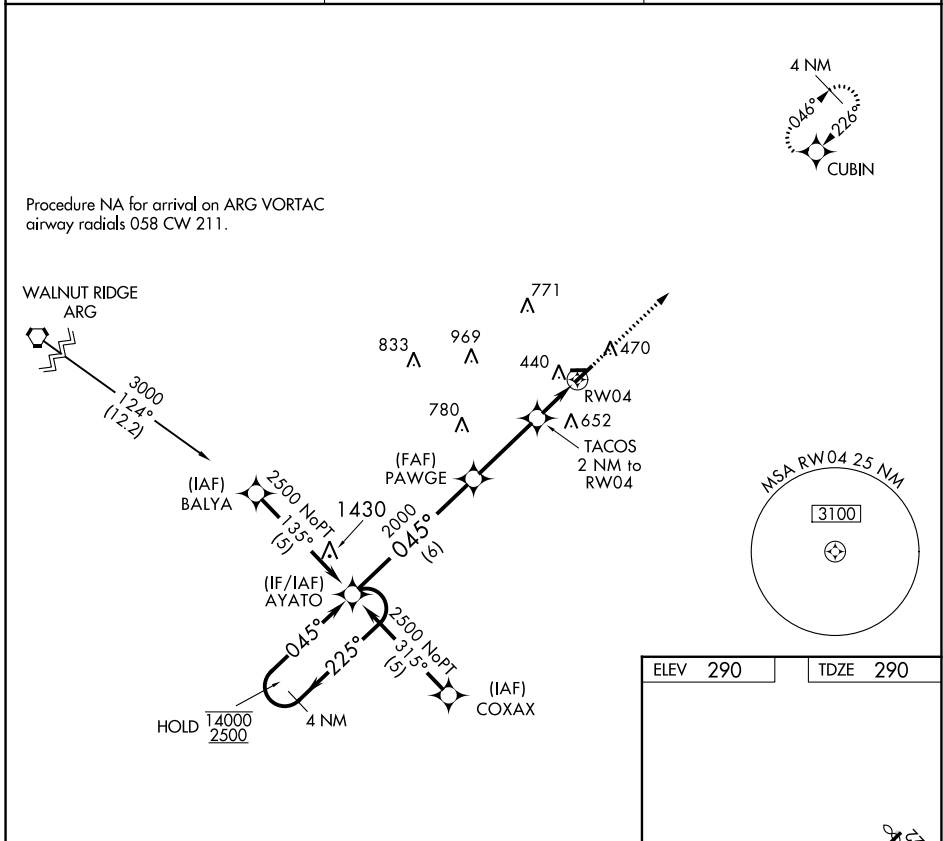 4 NM
046°
226°
CUBIN
Procedure NA for arrival on ARG VORTAC
airway radials 058 CW 211.
WALNUT RIDGE
ARG
3000
124°
(12.2)
771
833
969
440
470
RW04
780
652
TACOS
2 NM to
RW04
(FAF)
PAWGE
(IAF)
BALYA
2500 NoPT
135°
(5)
1430
2000
045°
(6)
MSA RW04 25 NM
3100
(IF/IAF)
AYATO
045°
225°
2500 NoPT
315°
(5)
(IAF)
COXAX
HOLD 14000
2500
4 NM
ELEV 290
TDZE 290